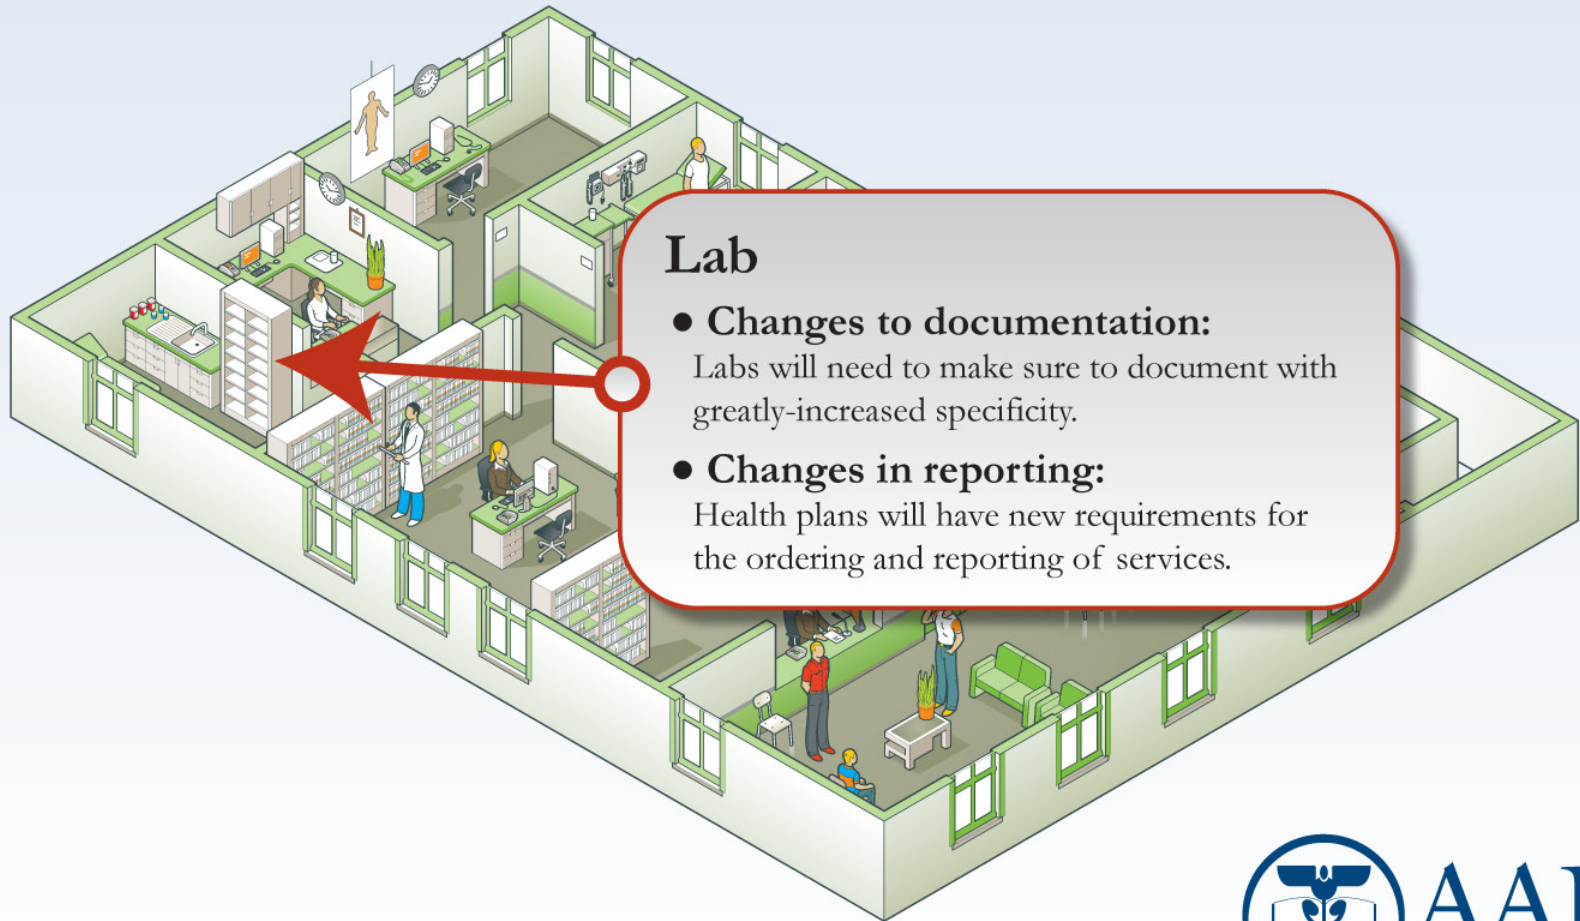 Lab
● Changes to documentation:
Labs will need to make sure to document with
greatly-increased specificity.
● Changes in reporting:
Health plans will have new requirements for
the ordering and reporting of services.